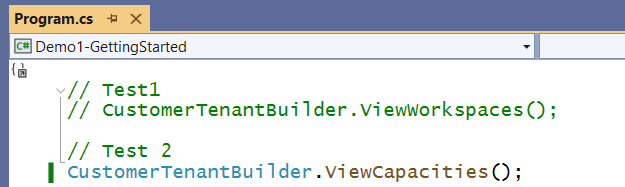 Program.cs
C# Demo1-GettingStarted
// Test1
// CustomerTenantBuilder.ViewWorkspaces();
// Test 2
CustomerTenantBuilder.ViewCapacities();